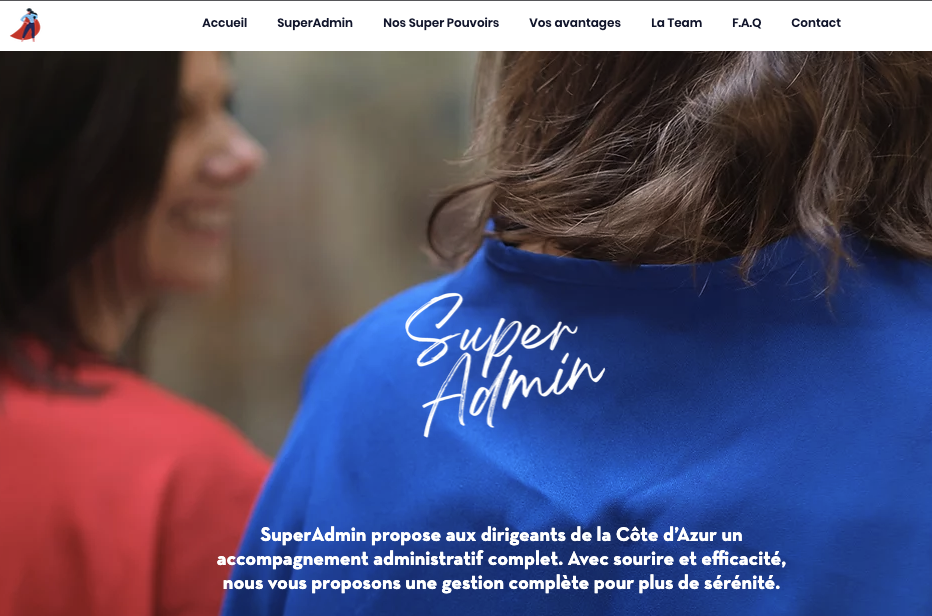 Accueil SuperAdmin Nos Super Pouvoirs Vos avantages La Team F.A.Q Contact
Super
Admin
SuperAdmin propose aux dirigeants de la Côte d'Azur un
accompagnement administratif complet. Avec sourire et efficacité,
nous vous proposons une gestion complète pour plus de sérénité.